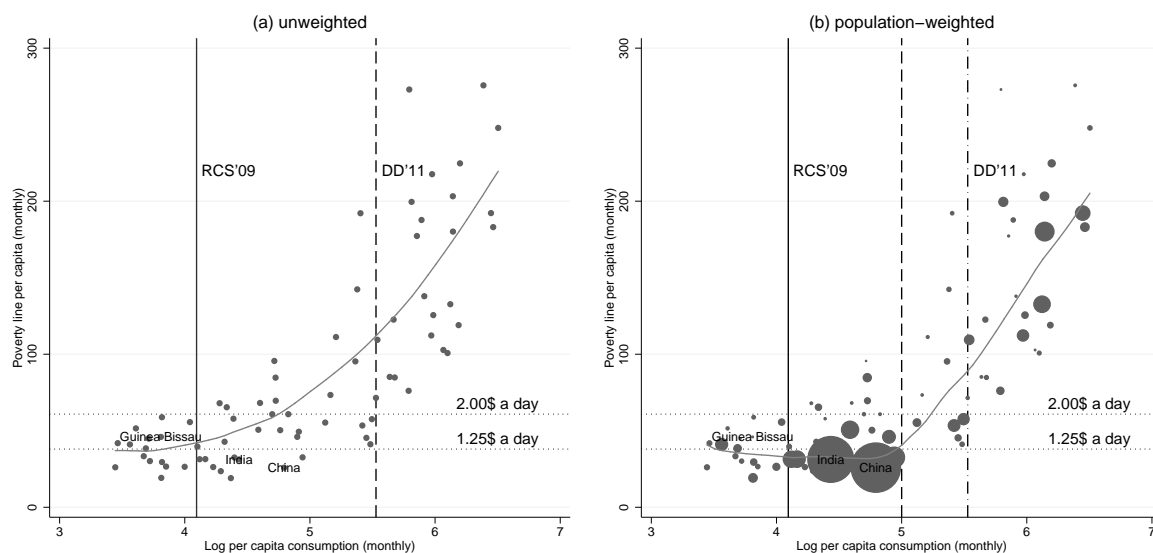 (a) unweighted
Poverty line per capita (monthly)
300
200
100
0
RCS'09
DD'11
2.00$ a day
1.25$ a day
Guinea-Bissau
India
China
3 4 5 6 7
Log per capita consumption (monthly)
(b) population−weighted
Poverty line per capita (monthly)
300
200
100
0
RCS'09
DD'11
2.00$ a day
1.25$ a day
Guinea-Bissau
India
China
3 4 5 6 7
Log per capita consumption (monthly)